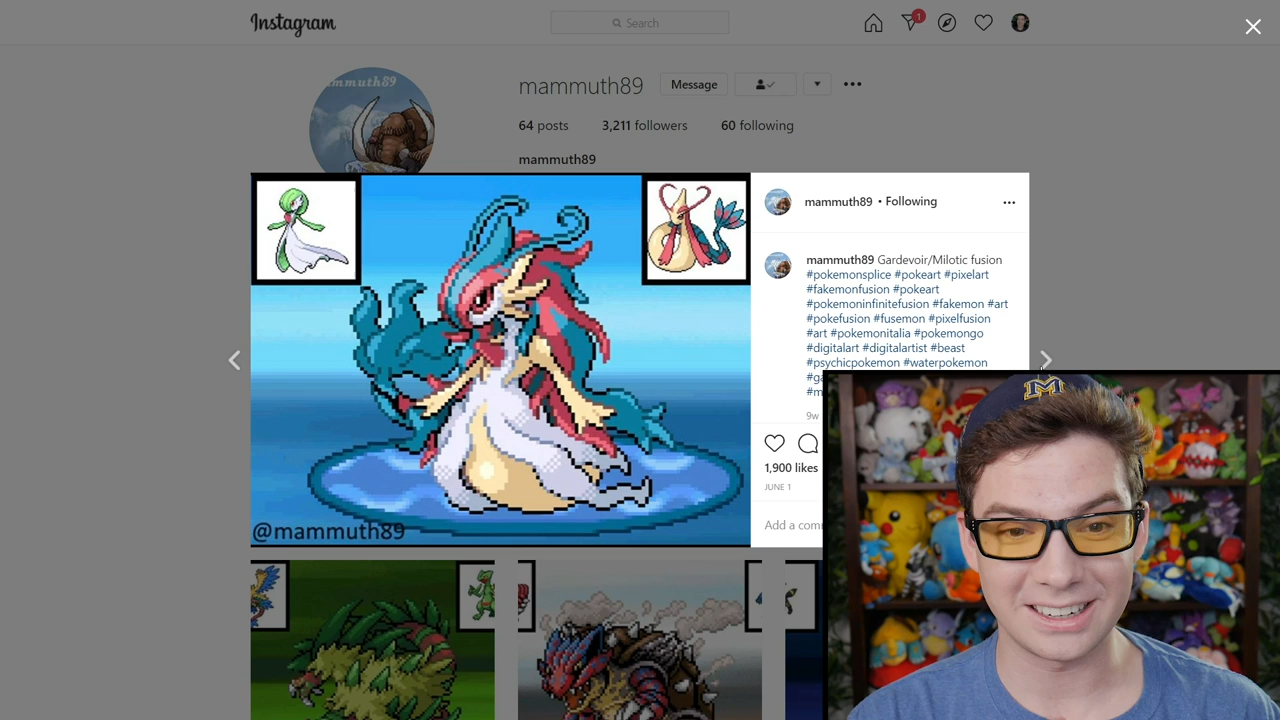 Instagram
Search
1
mammuth89
mammuth89
Message
64 posts
3,211 followers
60 following
mammuth89
mammuth89 • Following
mammuth89 Gardevoir/Milotic fusion
#pokemonsplice #pokeart #pixelart
#fakemonfusion #pokeart
#pokemoninfinitefusion #fakemon #art
#pokefusion #fusemon #pixelfusion
#art #pokemonitalia #pokemongo
#digitalart #digitalartist #beast
#psychicpokemon #waterpokemon
9w
1,900 likes
JUNE 1
@mammuth89
M